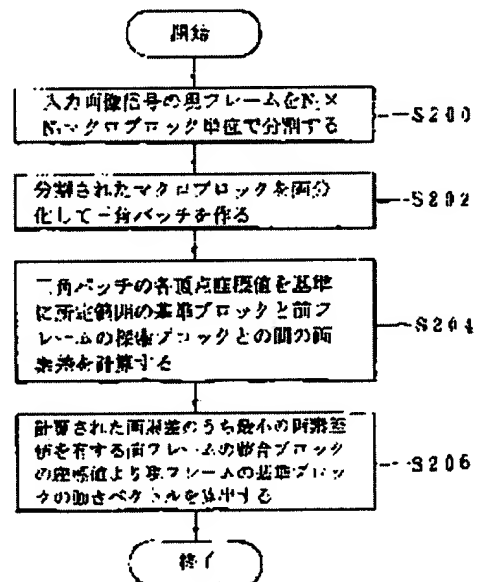 開始
入力画像信号の現フレームをN₁×
N₂マクロブロック単位で分割する
S200
分割されたマクロブロックを両分
化して三角パッチを作る
S202
三角パッチの各頂点座標値を基準
に所定範囲の基準ブロックと前フ
レームの探索ブロックとの間の画
素差を計算する
S204
計算された画素差のうち最小の画素差
値を有する前フレームの整合ブロック
の座標値より現フレームの基準ブロッ
クの動きベクトルを算出する
S206
終了